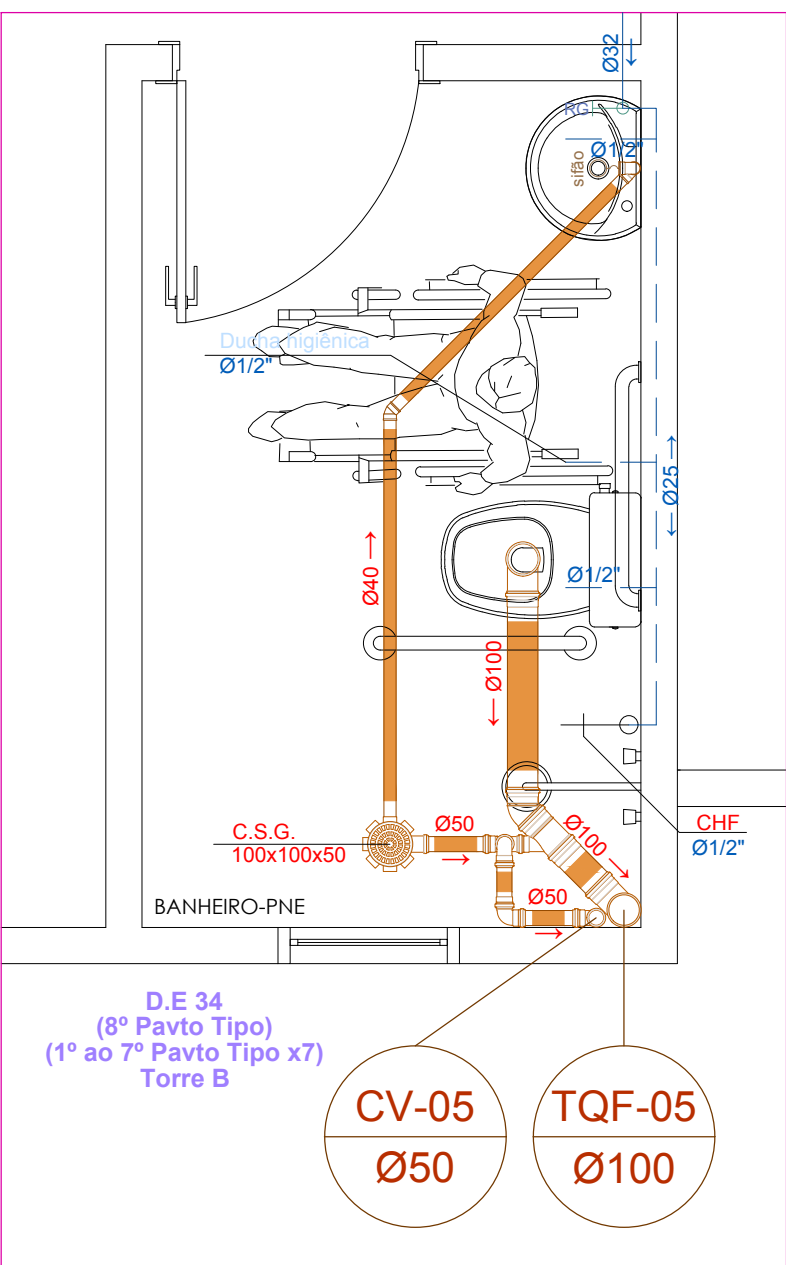 Ø32
RG
Ø1/2"
sifão
Ducha higiênica
Ø1/2"
← Ø25 →
Ø40 →
Ø1/2"
← Ø100
C.S.G.
100x100x50
Ø50
→
Ø100
→
CHF
Ø1/2"
Ø50
→
BANHEIRO-PNE
D.E 34
(8º Pavto Tipo)
(1º ao 7º Pavto Tipo x7)
Torre B
CV-05
Ø50
TQF-05
Ø100